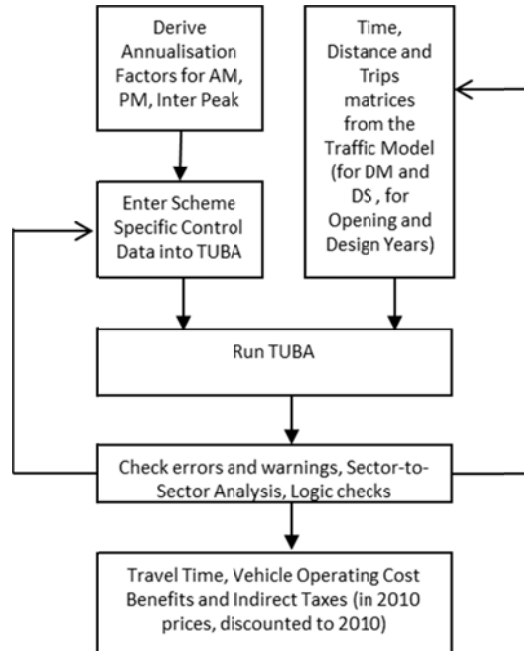 Derive
Annualisation
Factors for AM,
PM, Inter Peak
Time,
Distance and
Trips
matrices
from the
Traffic Model
(for DM and
DS , for
Opening and
Design Years)
Enter Scheme
Specific Control
Data into TUBA
Run TUBA
Check errors and warnings, Sector-to-
Sector Analysis, Logic checks
Travel Time, Vehicle Operating Cost
Benefits and Indirect Taxes (in 2010
prices, discounted to 2010)